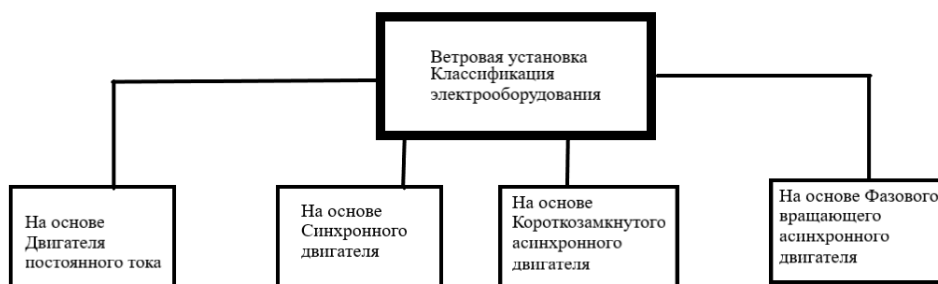 Ветровая установка
Классификация
электрооборудования
На основе
Двигателя
постоянного тока
На основе
Синхронного
двигателя
На основе
Короткозамкнутого
асинхронного
двигателя
На основе Фазового
вращающего
асинхронного
двигателя